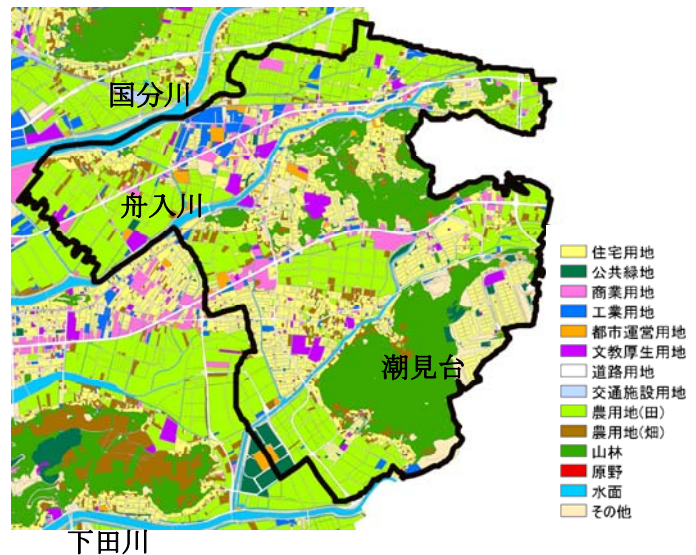 国分川
舟入川
潮見台
下田川
住宅用地
公共緑地
商業用地
工業用地
都市運営用地
文教厚生用地
道路用地
交通施設用地
農用地(田)
農用地(畑)
山林
原野
水面
その他